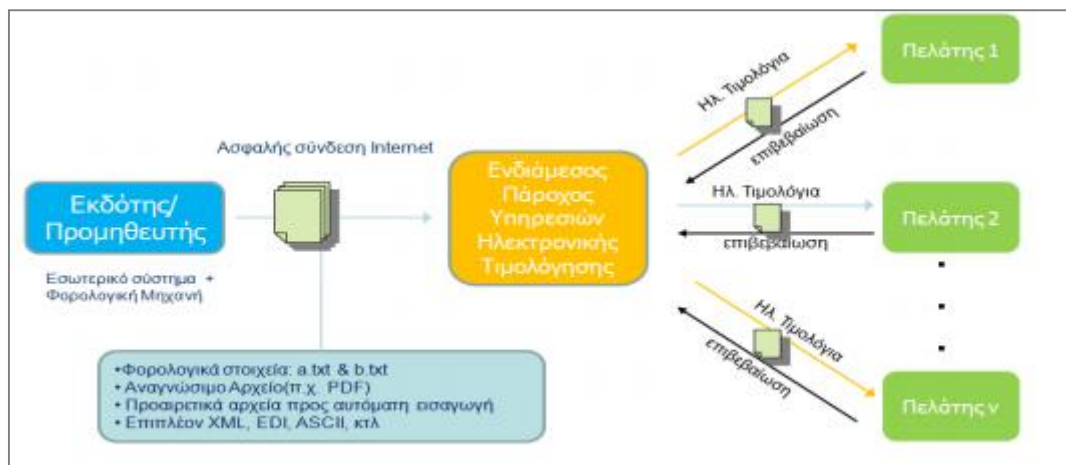 Ασφαλής σύνδεση Internet
Εκδότης/
Προμηθευτής
Εσωτερικό σύστημα +
Φορολογική Μηχανή
•Φορολογικά στοιχεία: a.txt & b.txt
•Αναγνώσιμο Αρχείο(π.χ. PDF)
•Προαιρετικά αρχεία προς αυτόματη εισαγωγή
•Επιπλέον XML, EDI, ASCII, κτλ
Ενδιάμεσος
Πάροχος
Υπηρεσιών
Ηλεκτρονικής
Τιμολόγησης
Ηλ. Τιμολόγια
επιβεβαίωση
Πελάτης 1
Ηλ. Τιμολόγια
επιβεβαίωση
Πελάτης 2
Ηλ. Τιμολόγια
επιβεβαίωση
Πελάτης ν